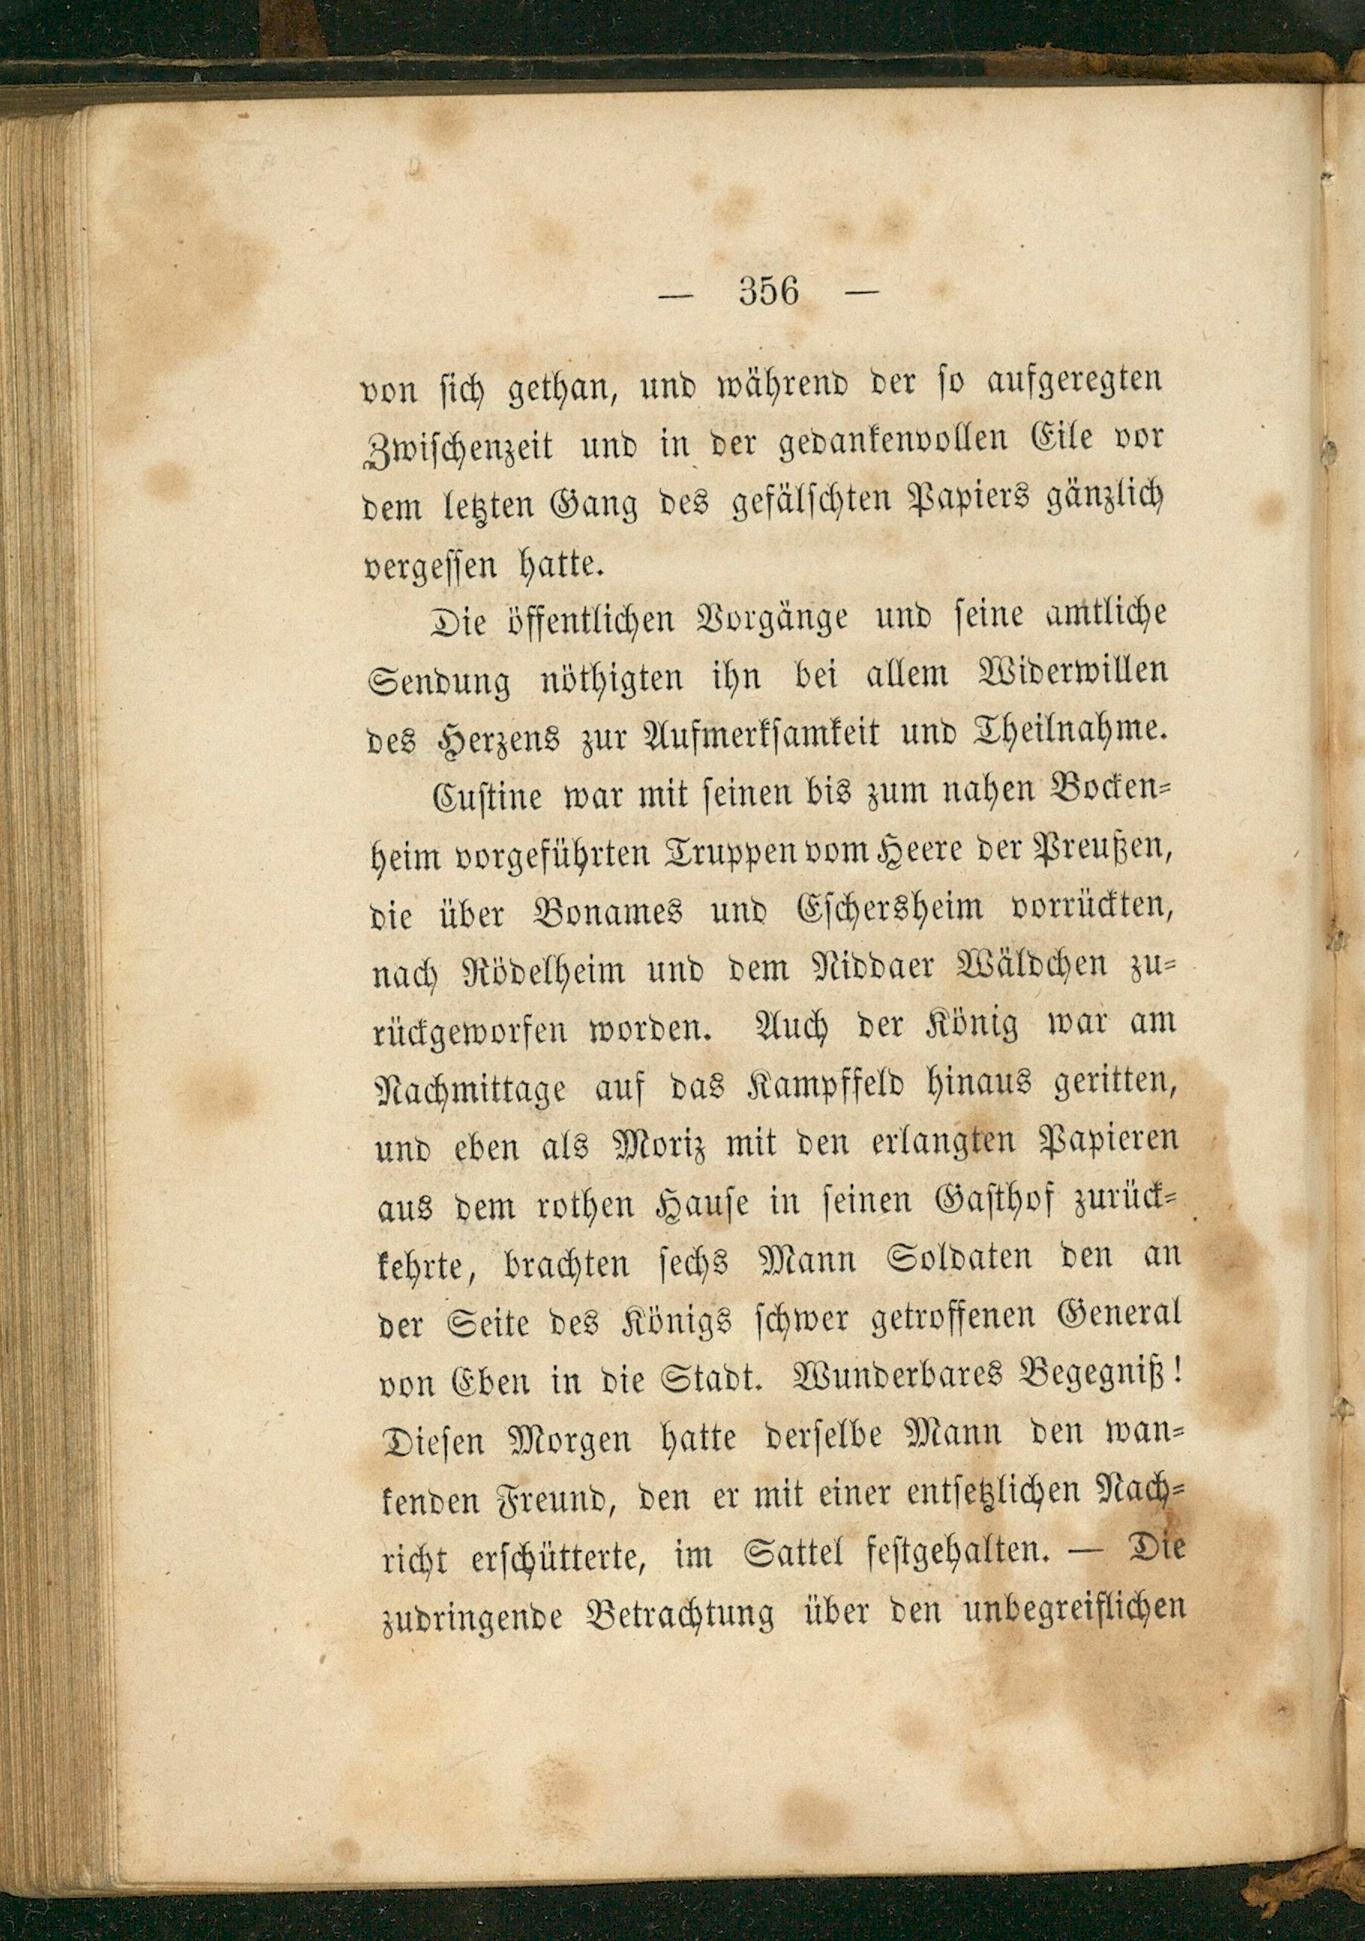 — 356 —
von sich gethan, und während der so aufgeregten
Zwischenzeit und in der gedankenvollen Eile vor
dem letzten Gang des gefälschten Papiers gänzlich
vergessen hatte.
Die öffentlichen Vorgänge und seine amtliche
Sendung nöthigten ihn bei allem Widerwillen
des Herzens zur Aufmerksamkeit und Theilnahme.
Custine war mit seinen bis zum nahen Bocken=
heim vorgeführten Truppen vom Heere der Preußen,
die über Bonames und Eschersheim vorrückten,
nach Rödelheim und dem Niddaer Wäldchen zu=
rückgeworfen worden. Auch der König war am
Nachmittage auf das Kampffeld hinaus geritten,
und eben als Moriz mit den erlangten Papieren
aus dem rothen Hause in seinen Gasthof zurück=
kehrte, brachten sechs Mann Soldaten den an
der Seite des Königs schwer getroffenen General
von Eben in die Stadt. Wunderbares Begegniß!
Diesen Morgen hatte derselbe Mann den wan=
kenden Freund, den er mit einer entsetzlichen Nach=
richt erschütterte, im Sattel festgehalten. — Die
zudringende Betrachtung über den unbegreiflichen